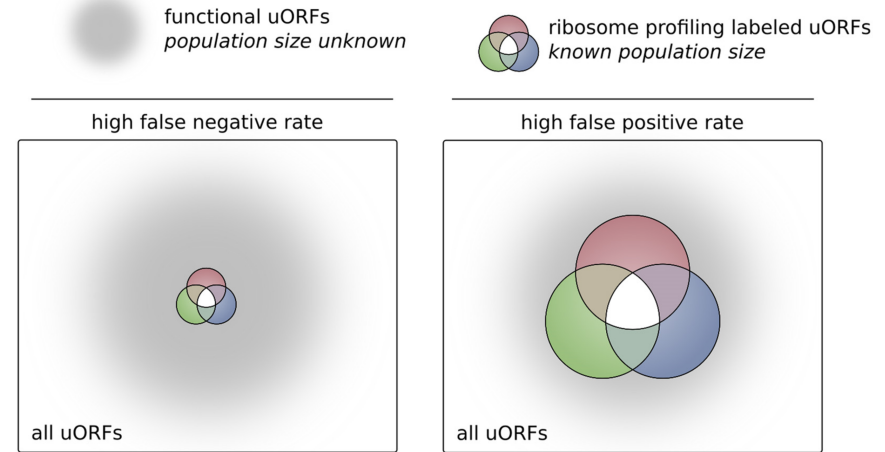 functional uORFs
population size unknown
ribosome profiling labeled uORFs
known population size
high false negative rate
high false positive rate
all uORFs
all uORFs